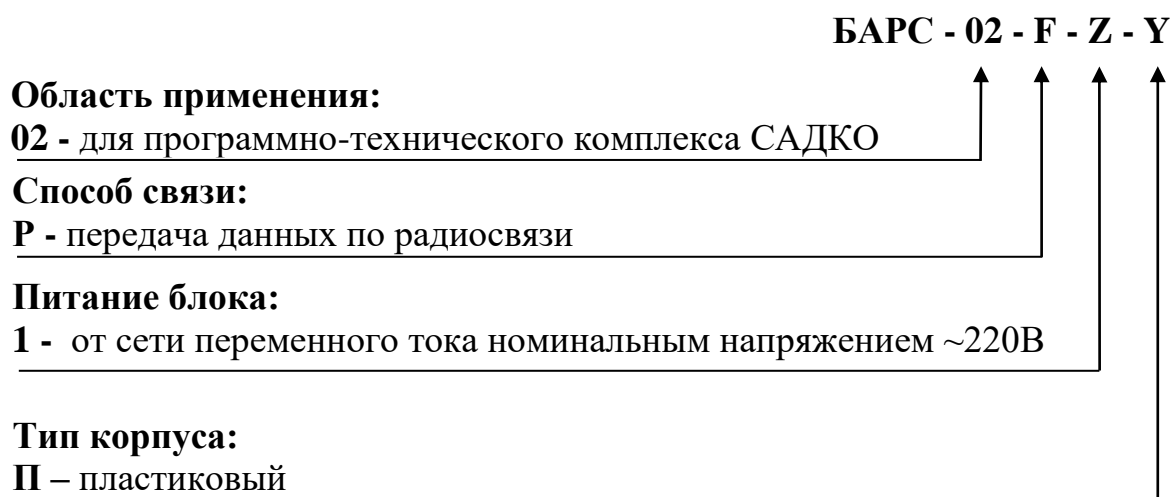 БАРС - 02 - F - Z - Y
Область применения:
02 - для программно-технического комплекса САДКО
Способ связи:
Р - передача данных по радиосвязи
Питание блока:
1 - от сети переменного тока номинальным напряжением ~220В
Тип корпуса:
П – пластиковый